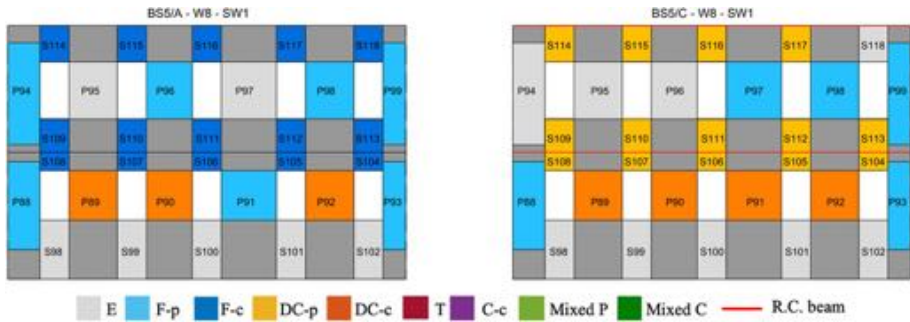 BS5/A - W8 - SW1 BS5/C - W8 - SW1
S114 S115 S116 S117 S118 S114 S115 S116 S117 S118
P94 P95 P96 P97 P98 P99 P94 P95 P96 P97 P98 P99
S109 S110 S111 S112 S113 S109 S110 S111 S112 S113
S108 S107 S106 S105 S104 S108 S107 S106 S105 S104
P88 P89 P90 P91 P92 P93 P88 P89 P90 P91 P92 P93
S98 S99 S100 S101 S102 S98 S99 S100 S101 S102
E F-p F-c DC-p DC-c T C-c Mixed P Mixed C R.C. beam